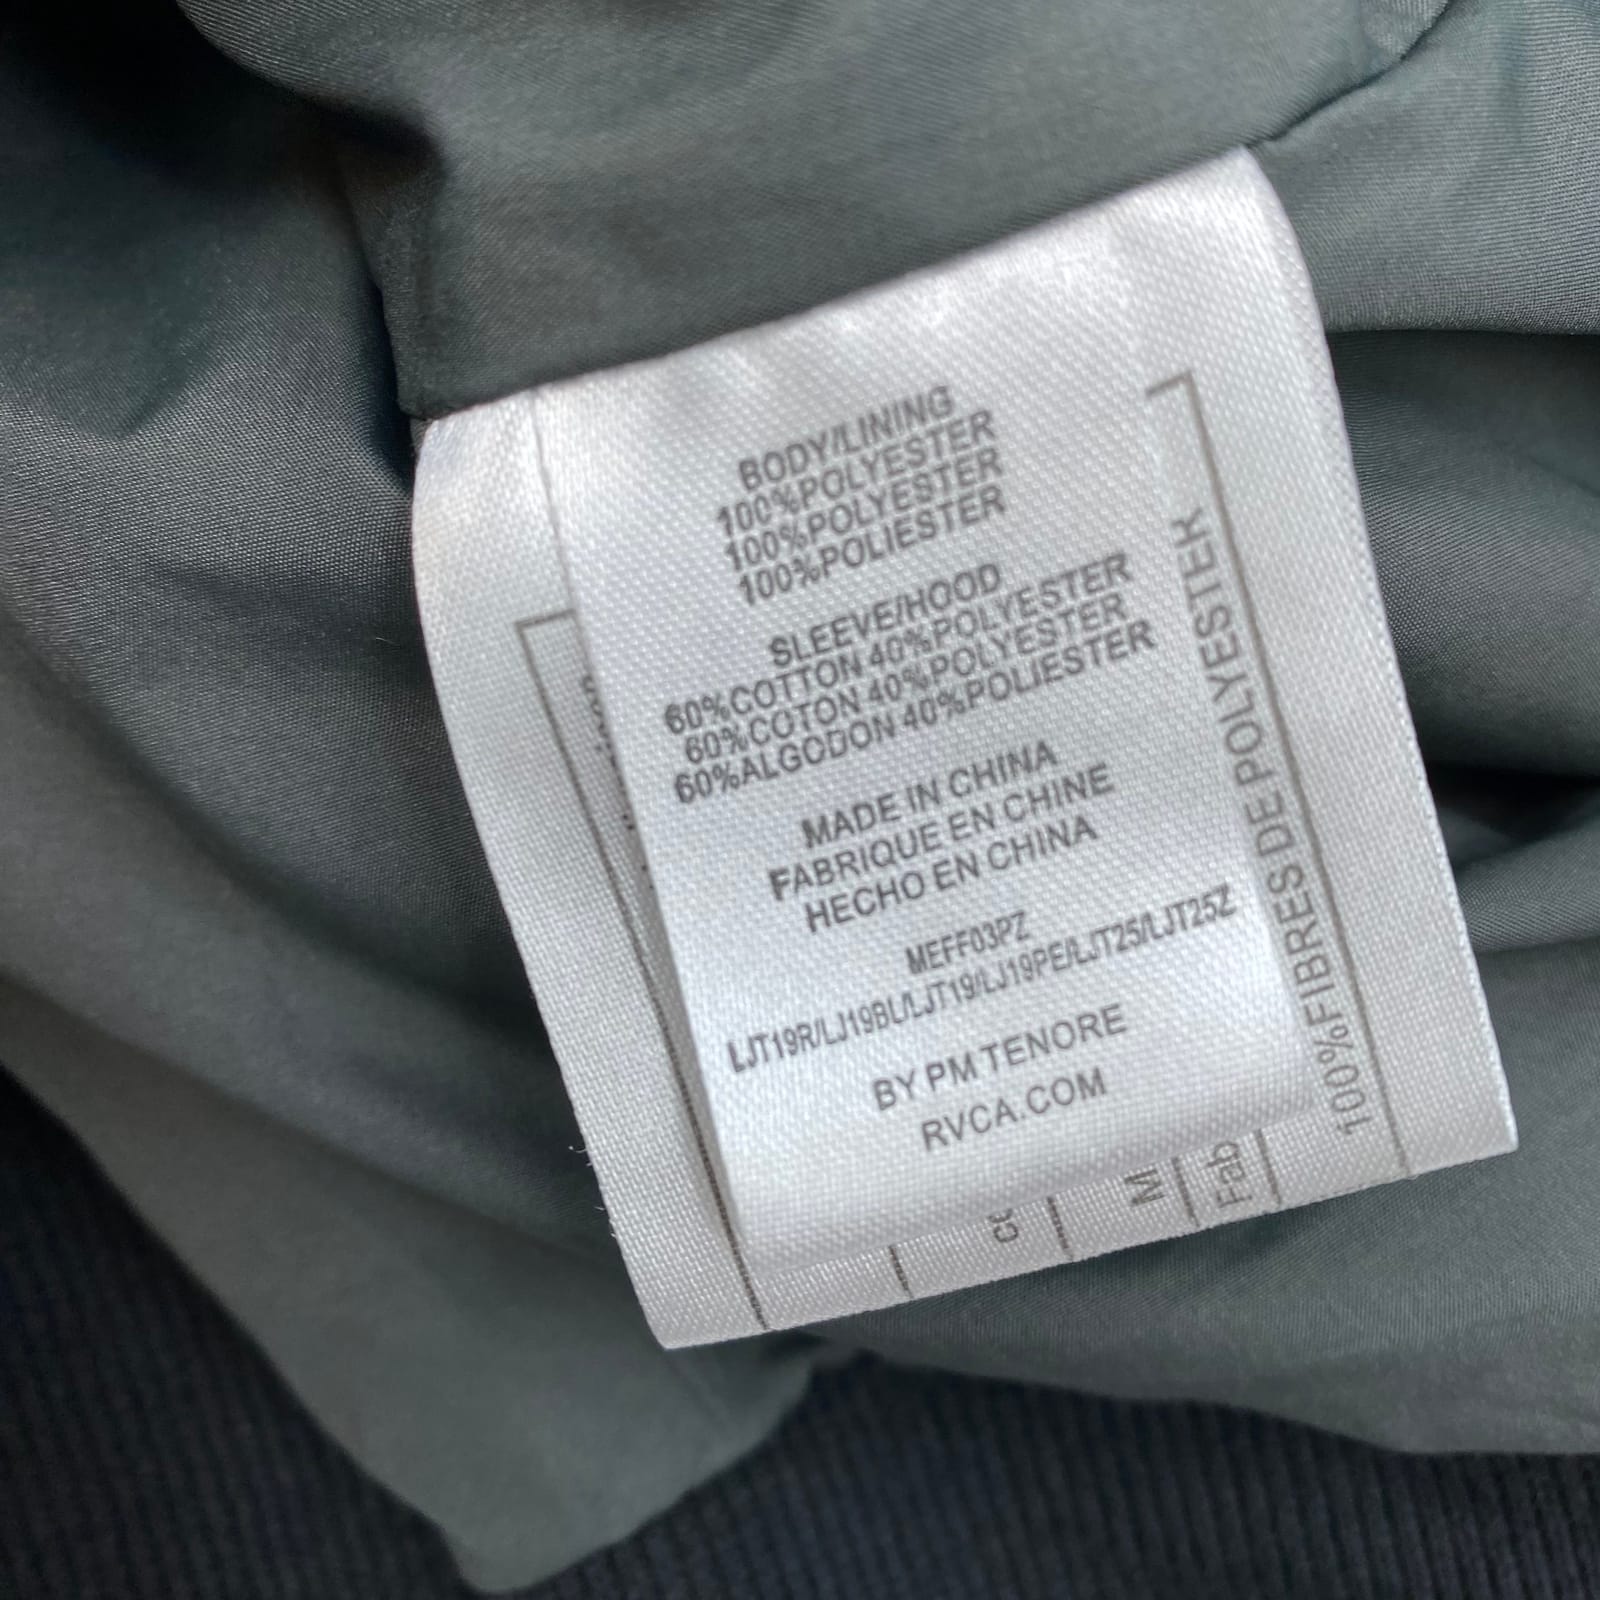 BODY/LINING
100%POLYESTER
100%POLYESTER
100%POLIESTER
SLEEVE/HOOD
60%COTTON 40%POLYESTER
60%COTON 40%POLYESTER
60%ALGODON 40%POLIESTER
MADE IN CHINA
FABRIQUE EN CHINE
HECHO EN CHINA
MEFF03PZ
LJT19R/LJ19BL/LJT19/LJ19PE/LJT25/LJT25Z
BY PM TENORE
RVCA.COM
100%FIBRES DE POLYESTER
Fab